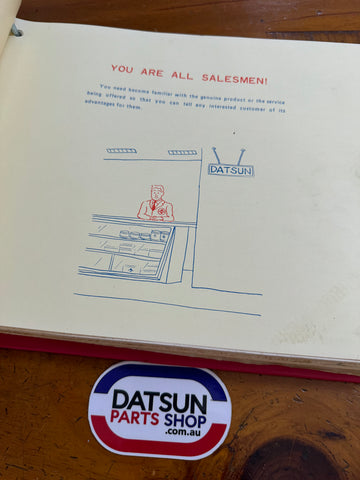 YOU ARE ALL SALESMEN!
You need become familiar with the genuine product or the service
being offered so that you can tell any interested costomer of its
advantages for them.
DATSUN
DATSUN
PARTS SHOP
.com.au